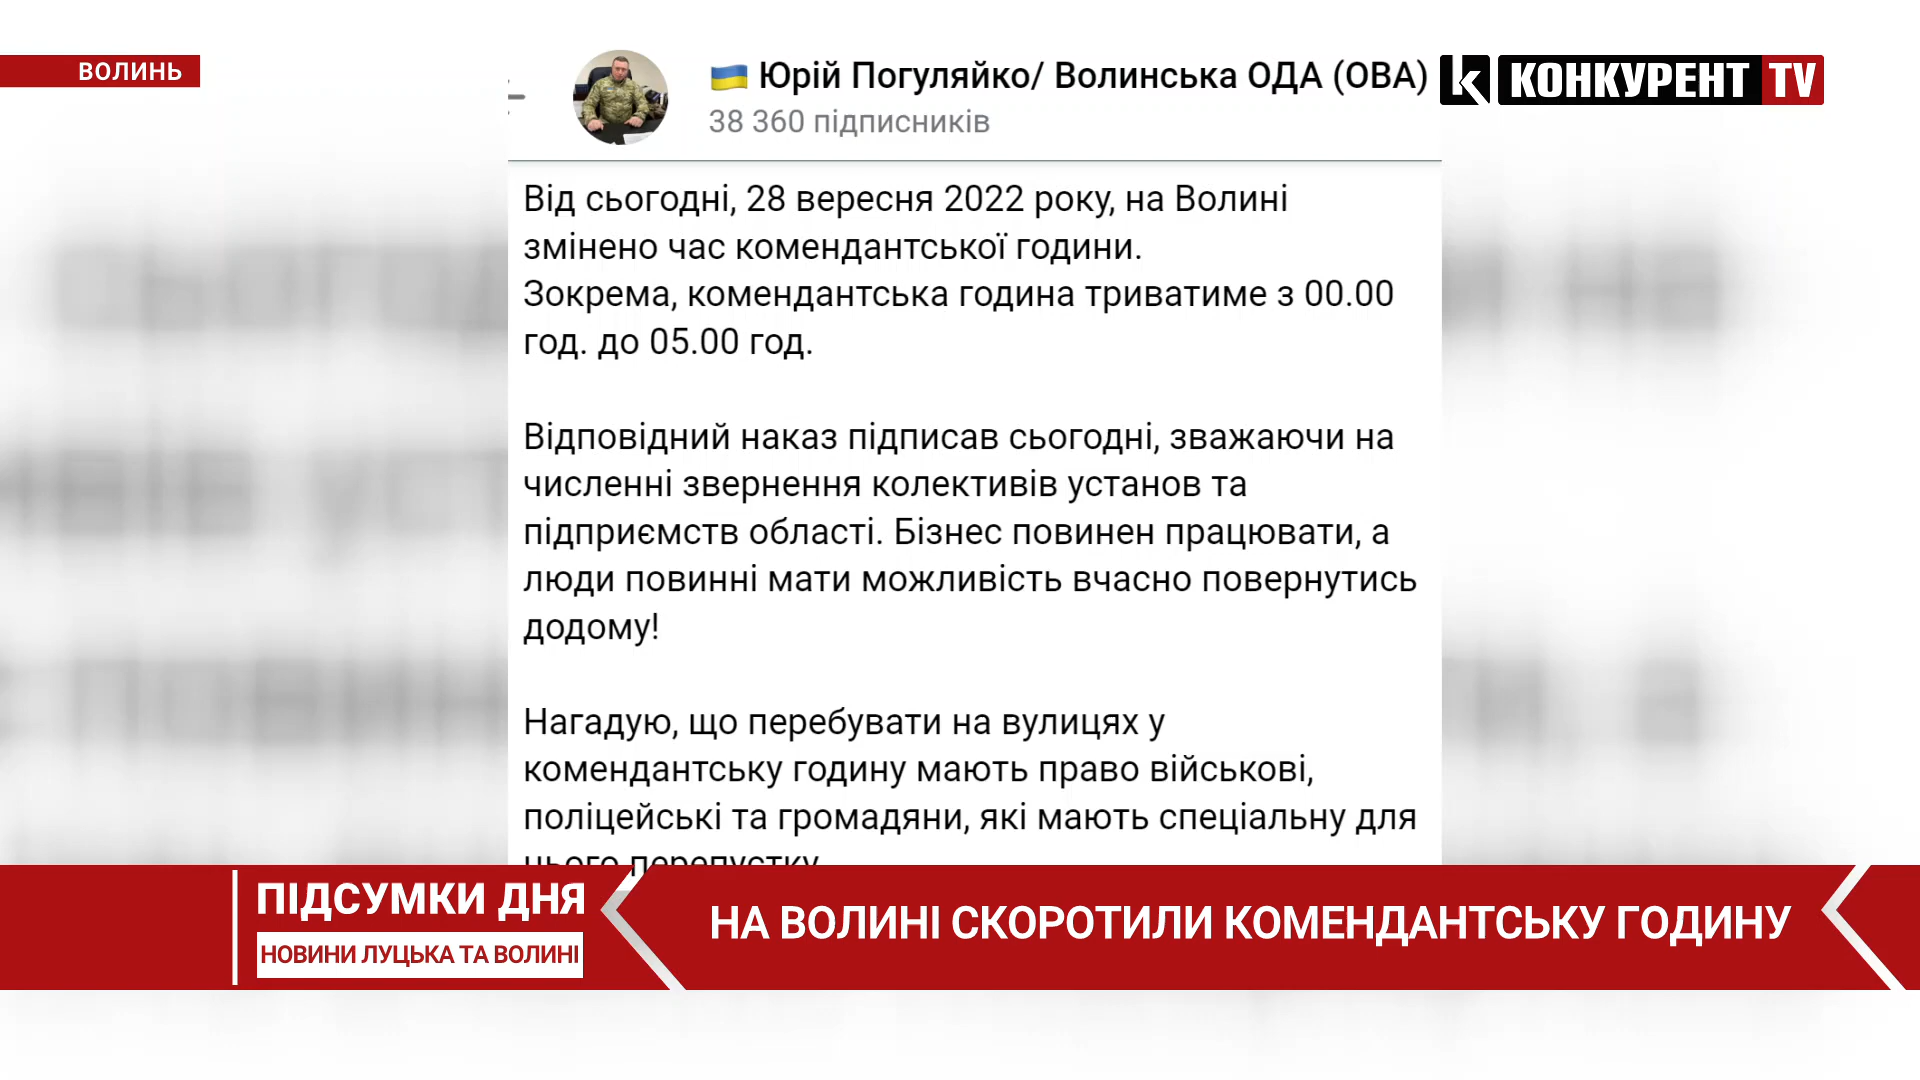 ВОЛИНЬ
🇺🇦 Юрій Погуляйко/ Волинська ОДА (ОВА)
38 360 підписників
КОНКУРЕНТ TV
Від сьогодні, 28 вересня 2022 року, на Волині
змінено час комендантської години.
Зокрема, комендантська година триватиме з 00.00
год. до 05.00 год.
Відповідний наказ підписав сьогодні, зважаючи на
численні звернення колективів установ та
підприємств області. Бізнес повинен працювати, а
люди повинні мати можливість вчасно повернутись
додому!
Нагадую, що перебувати на вулицях у
комендантську годину мають право військові,
поліцейські та громадяни, які мають спеціальну для
цього перепустку
ПІДСУМКИ ДНЯ
НОВИНИ ЛУЦЬКА ТА ВОЛИНІ
НА ВОЛИНІ СКОРОТИЛИ КОМЕНДАНТСЬКУ ГОДИНУ